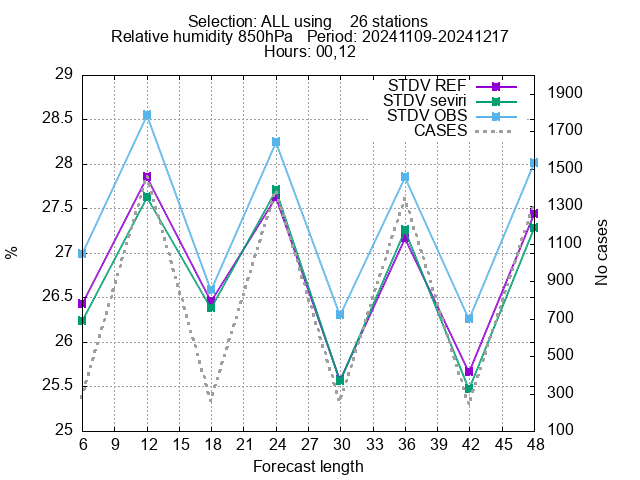 Selection: ALL using    26 stations
Relative humidity 850hPa   Period: 20241109-20241217
Hours: 00,12
29
28.5
28
27.5
27
26.5
26
25.5
25
%
STDV REF
STDV seviri
STDV OBS
CASES
1900
1700
1500
1300
1100
900
700
500
300
100
No cases
6 9 12 15 18 21 24 27 30 33 36 39 42 45 48
Forecast length